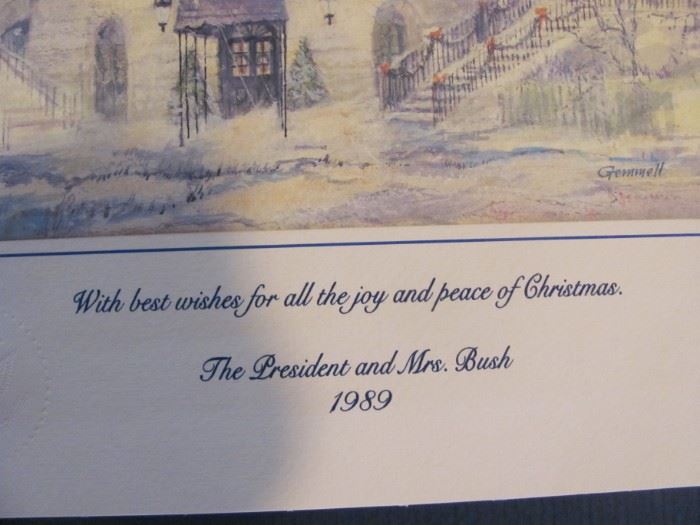 Gemmell
With best wishes for all the joy and peace of Christmas.
The President and Mrs. Bush
1989